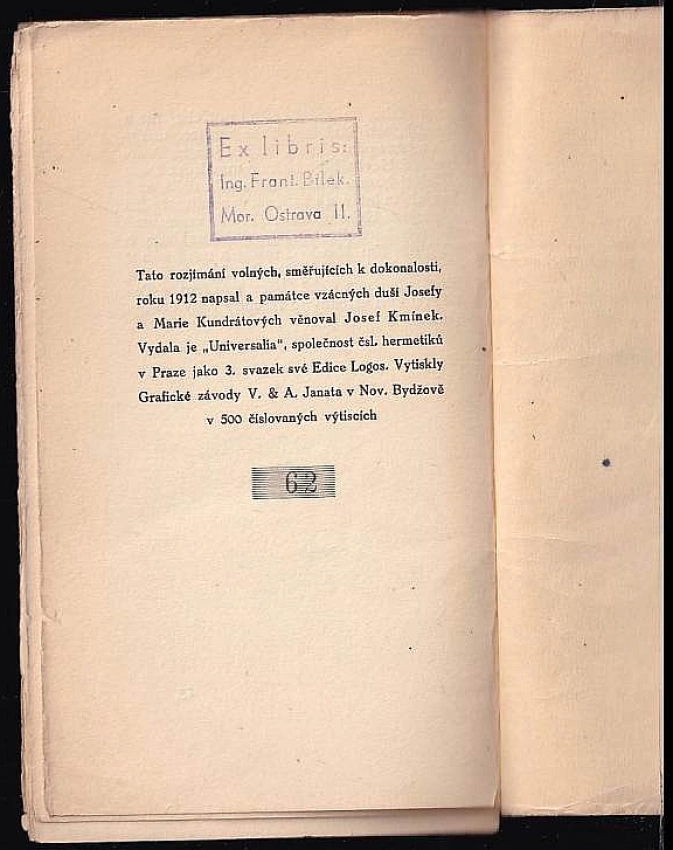 Ex libris:
Ing. Frant. Bílek.
Mor. Ostrava II.
Tato rozjímání volných, směřujících k dokonalosti,
roku 1912 napsal a památce vzácných duší Josefy
a Marie Kundrátových věnoval Josef Kmínek.
Vydala je „Universalia“, společnost čsl. hermetiků
v Praze jako 3. svazek své Edice Logos. Vytiskly
Grafické závody V. & A. Janata v Nov. Bydžově
v 500 číslovaných výtiscích
62